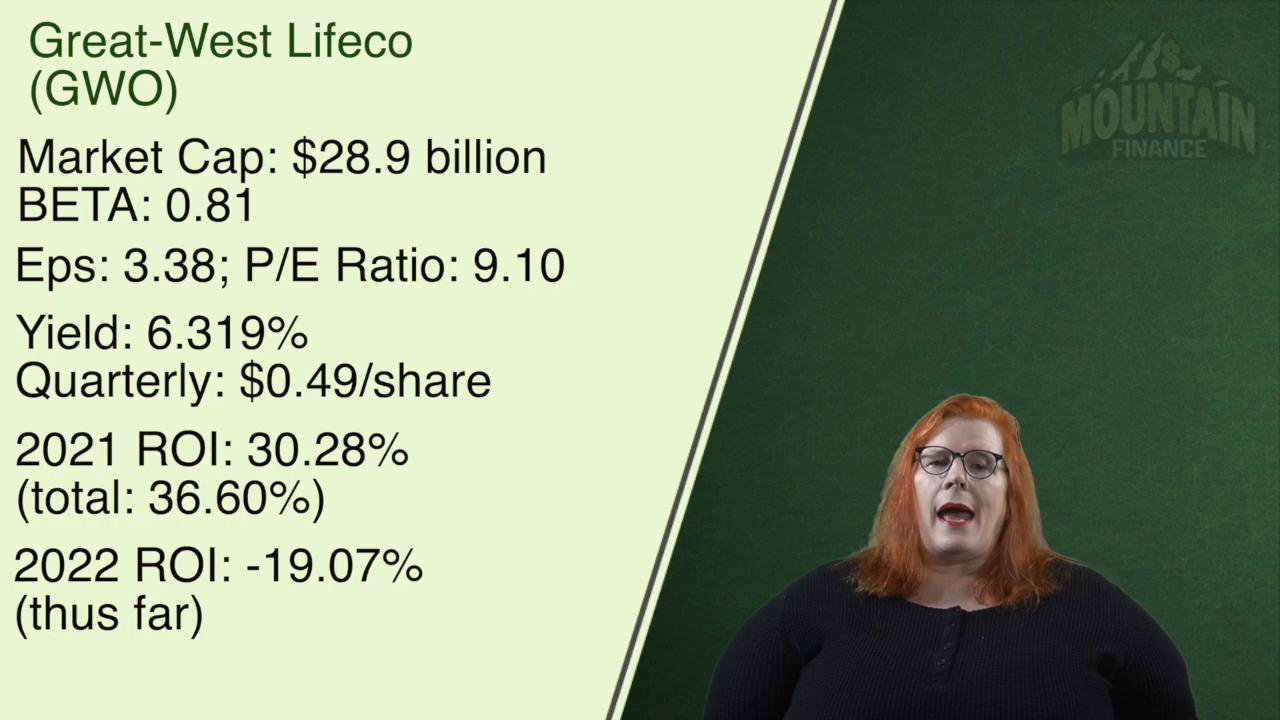 Great-West Lifeco
(GWO)
Market Cap: $28.9 billion
BETA: 0.81
Eps: 3.38; P/E Ratio: 9.10
Yield: 6.319%
Quarterly: $0.49/share
2021 ROI: 30.28%
(total: 36.60%)
2022 ROI: -19.07%
(thus far)
$
MOUNTAIN
FINANCE